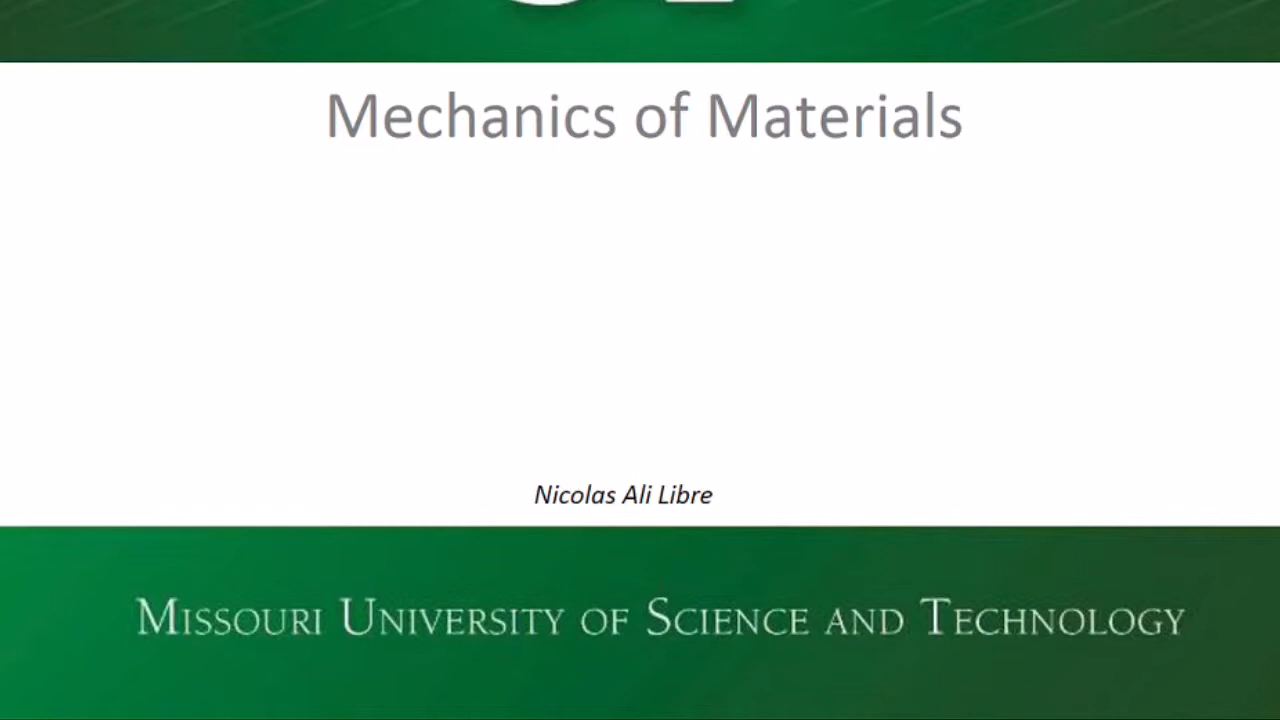 Mechanics of Materials
Nicolas Ali Libre
MISSOURI UNIVERSITY OF SCIENCE AND TECHNOLOGY